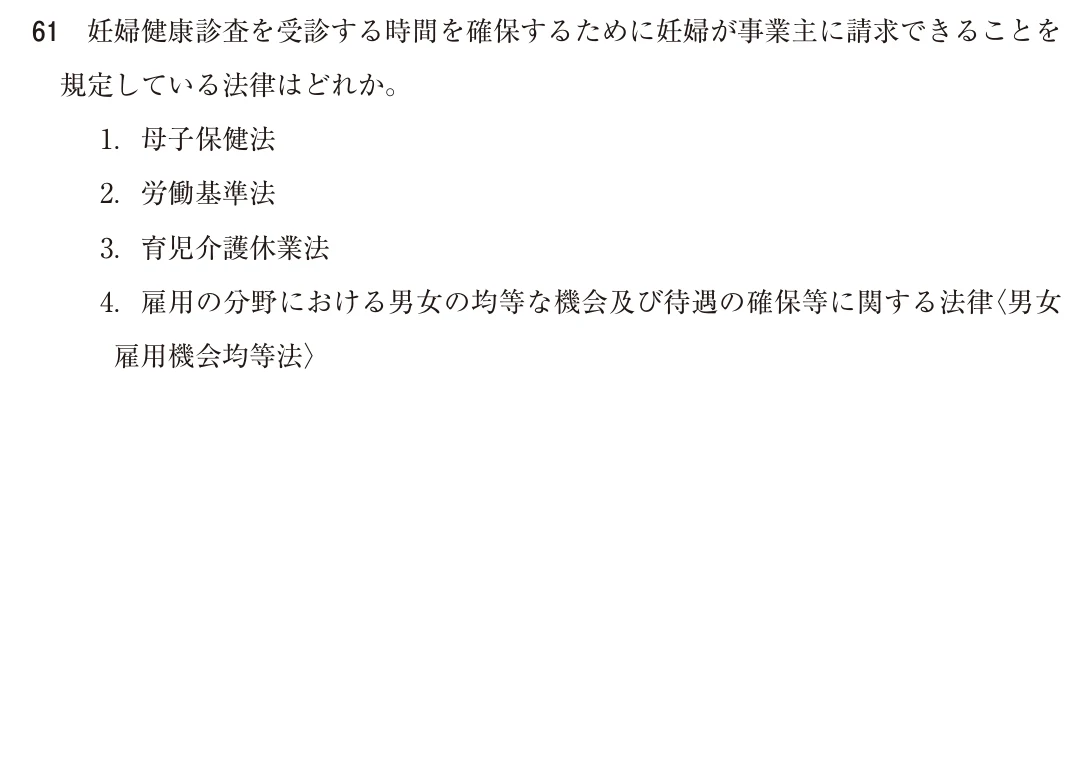 61 妊婦健康診査を受診する時間を確保するために妊婦が事業主に請求できることを
規定している法律はどれか。
1. 母子保健法
2. 労働基準法
3. 育児介護休業法
4. 雇用の分野における男女の均等な機会及び待遇の確保等に関する法律〈男女
雇用機会均等法〉